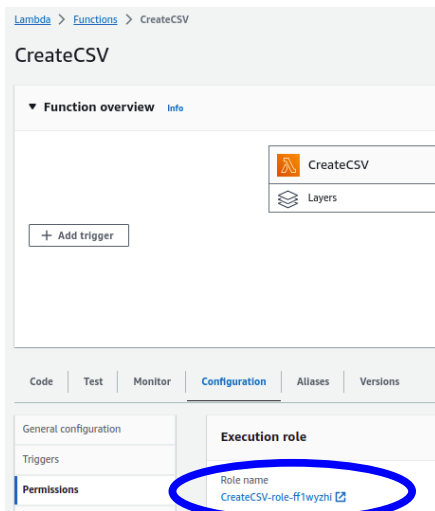 Lambda > Functions > CreateCSV
CreateCSV
▼ Function overview Info
CreateCSV
Layers
+ Add trigger
Code Test Monitor Configuration Aliases Versions
General configuration
Triggers
Permissions
Execution role
Role name
CreateCSV-role-ff1wyzhi